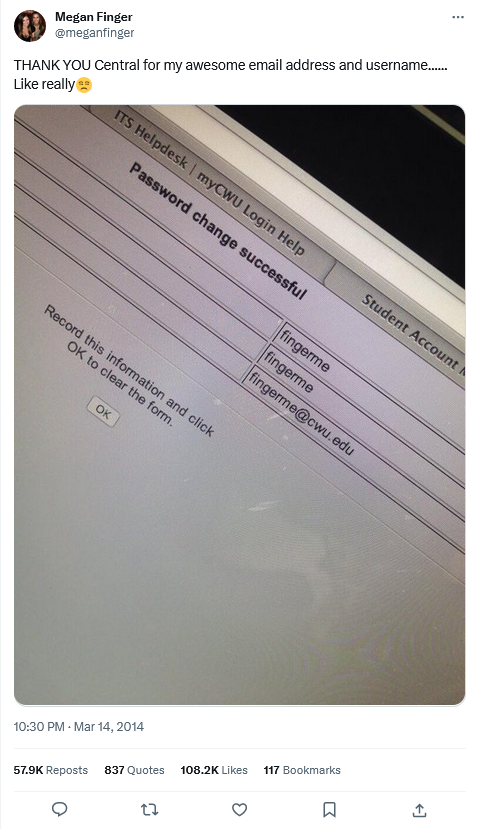 Megan Finger
@meganfinger
THANK YOU Central for my awesome email address and username......
Like really😒
ITS Helpdesk | myCWU Login Help
Student Account
Password change successful
fingerme
fingerme
fingerme@cwu.edu
Record this information and click
OK to clear the form.
OK
10:30 PM · Mar 14, 2014
57.9K Reposts 837 Quotes 108.2K Likes 117 Bookmarks